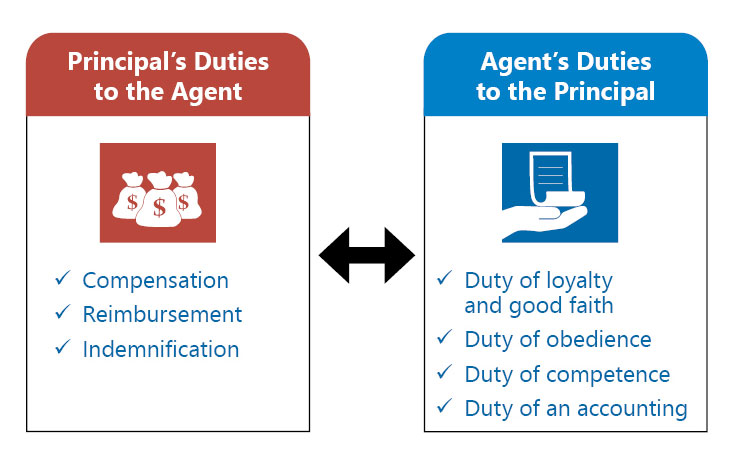 Principal’s Duties
to the Agent
$ $ $
Compensation
Reimbursement
Indemnification
Agent’s Duties
to the Principal
Duty of loyalty
and good faith
Duty of obedience
Duty of competence
Duty of an accounting